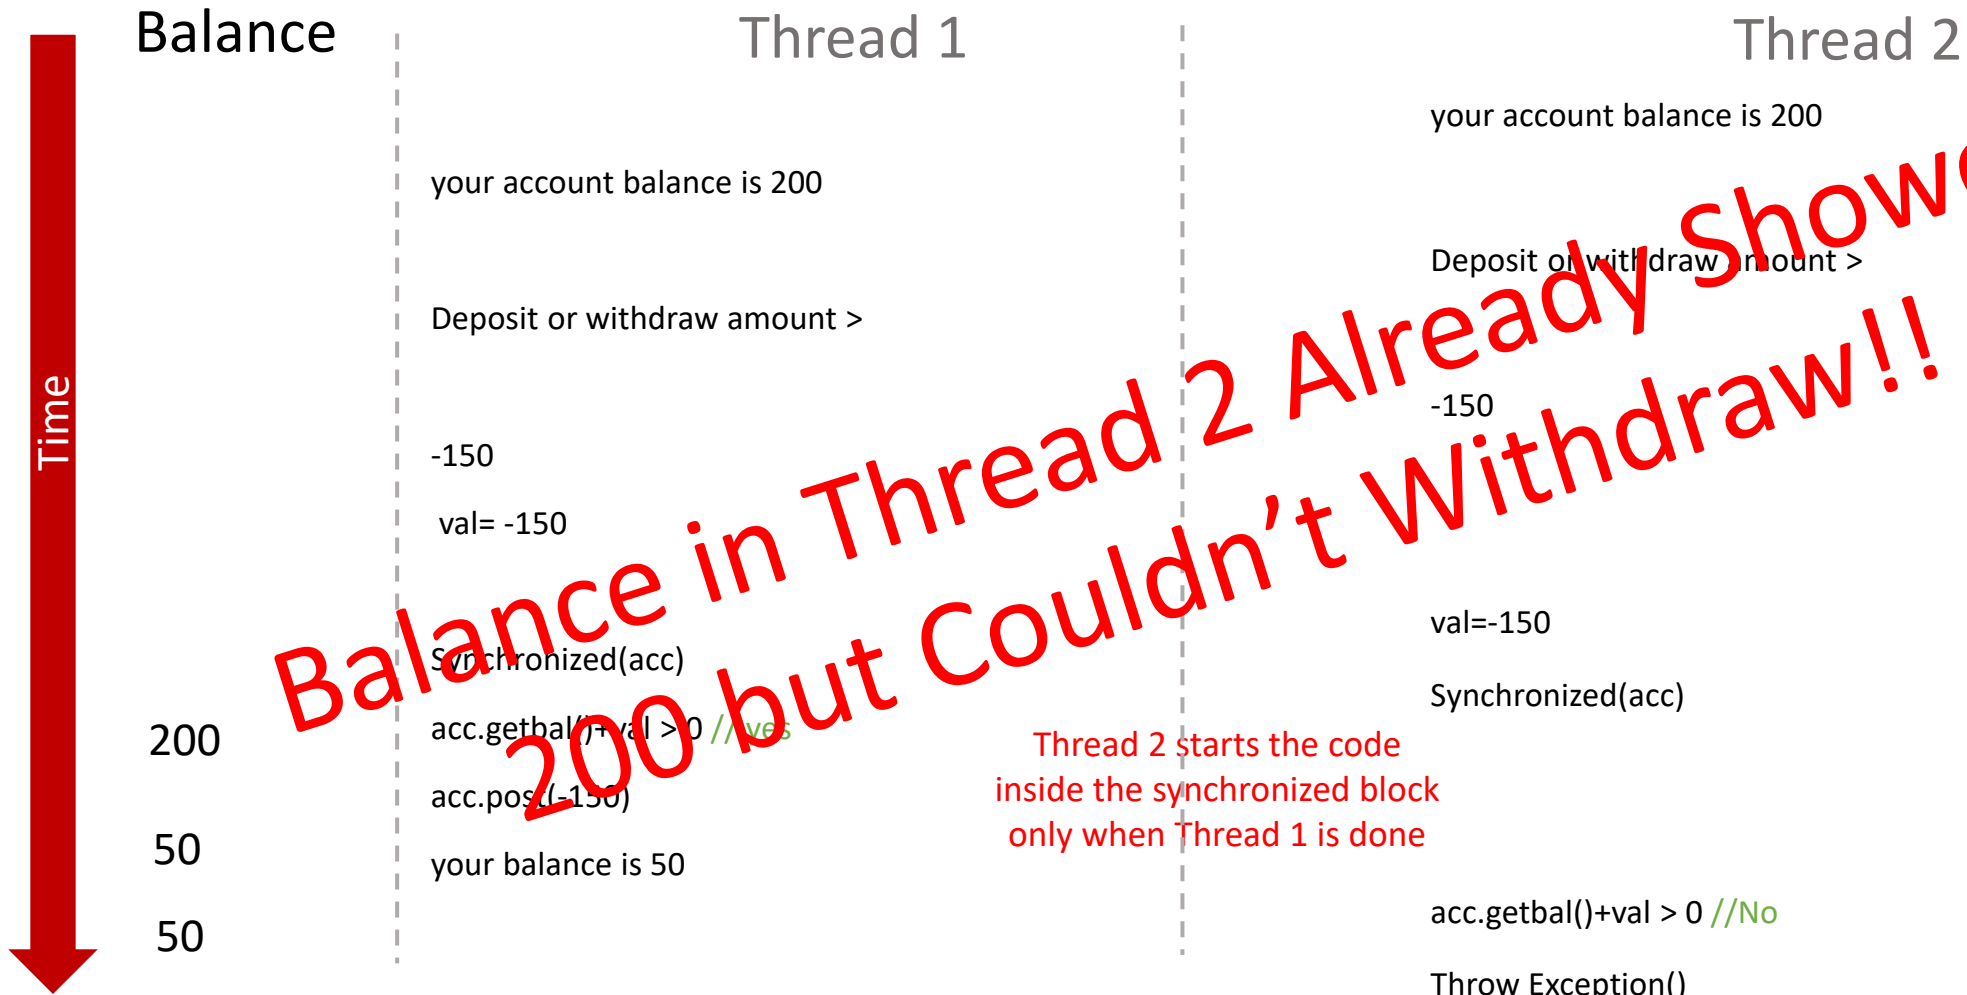 Balance
Thread 1
Thread 2
Time
your account balance is 200
Deposit or withdraw amount >
-150
val= -150
Synchronized(acc)
acc.getbal()+val > 0 // yes
acc.post(-150)
your balance is 50
200
50
50
your account balance is 200
Deposit or withdraw amount >
-150
val=-150
Synchronized(acc)
acc.getbal()+val > 0 //No
Throw Exception()
Thread 2 starts the code
inside the synchronized block
only when Thread 1 is done
Balance in Thread 2 Already
200 but Couldn’t Withdraw!!